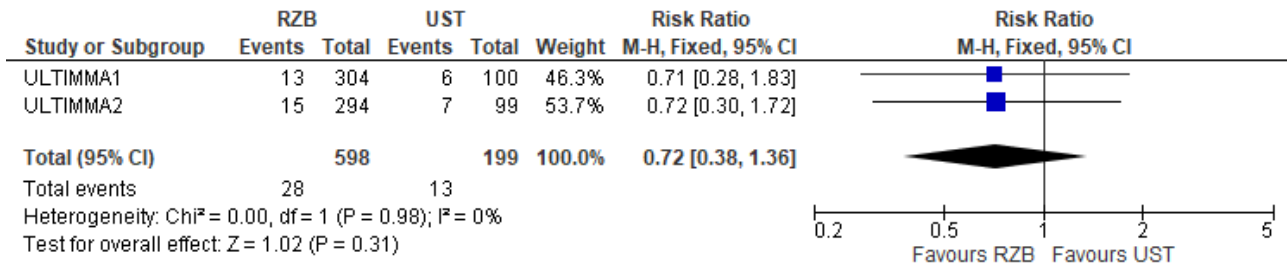 RZB UST Risk Ratio Risk Ratio
Study or Subgroup Events Total Events Total Weight M-H, Fixed, 95% CI M-H, Fixed, 95% CI
ULTIMMA1 13 304 6 100 46.3% 0.71 [0.28, 1.83]
ULTIMMA2 15 294 7 99 53.7% 0.72 [0.30, 1.72]
Total (95% CI) 598 199 100.0% 0.72 [0.38, 1.36]
Total events 28 13
Heterogeneity: Chi² = 0.00, df = 1 (P = 0.98); I² = 0%
Test for overall effect: Z = 1.02 (P = 0.31)
0.2 0.5 1 2 5
Favours RZB Favours UST